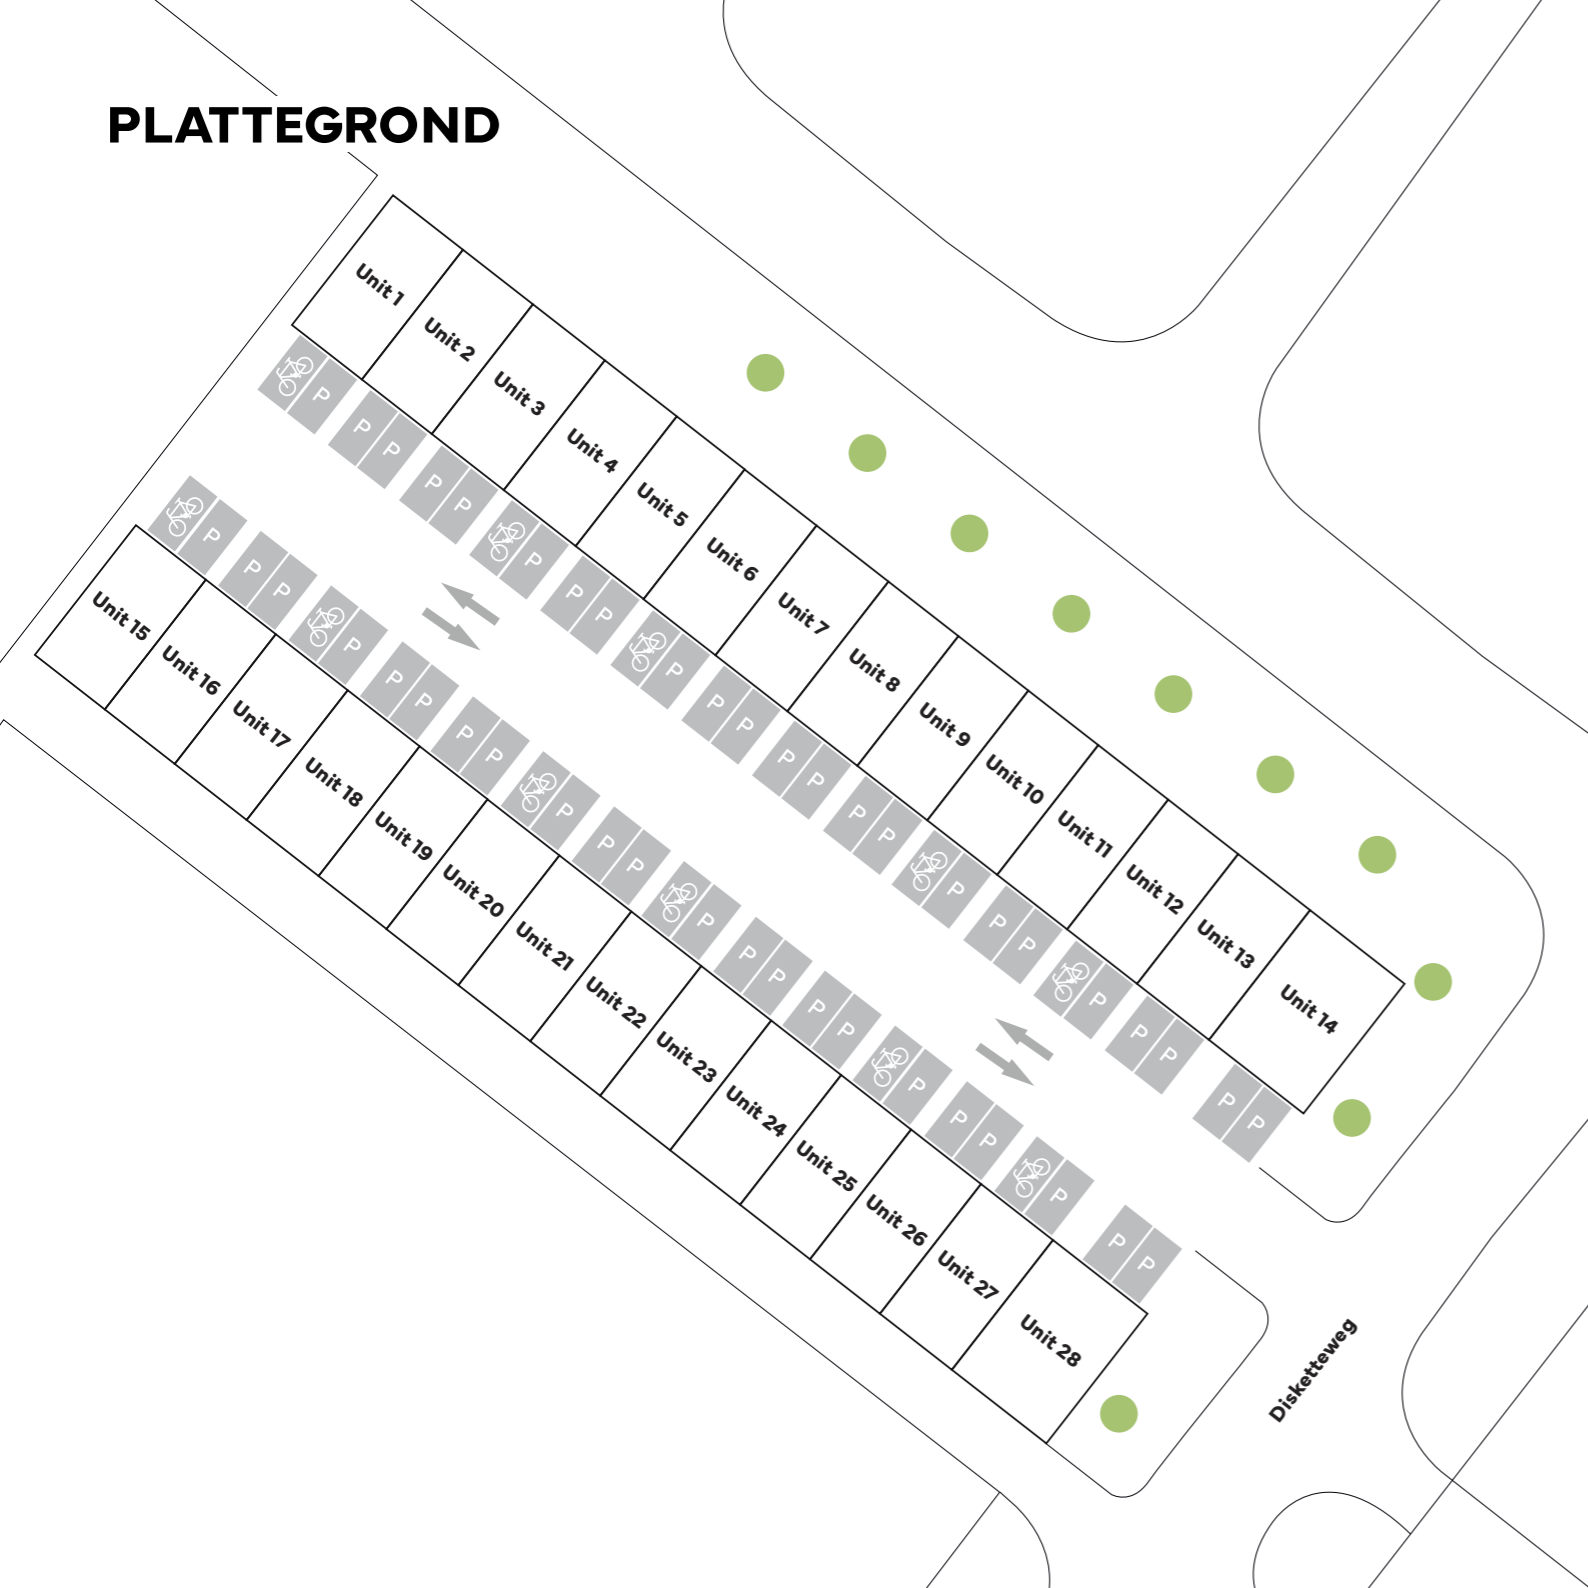 PLATTEGROND
Unit 1
Unit 2
Unit 3
Unit 4
Unit 5
Unit 6
Unit 7
Unit 8
Unit 9
Unit 10
Unit 11
Unit 12
Unit 13
Unit 14
P P P P P P P P P P P P P P P P P P P P P P P
P P P P P P P P P P P P P P P P P P P P P P
Unit 15
Unit 16
Unit 17
Unit 18
Unit 19
Unit 20
Unit 21
Unit 22
Unit 23
Unit 24
Unit 25
Unit 26
Unit 27
Unit 28
Disketteweg